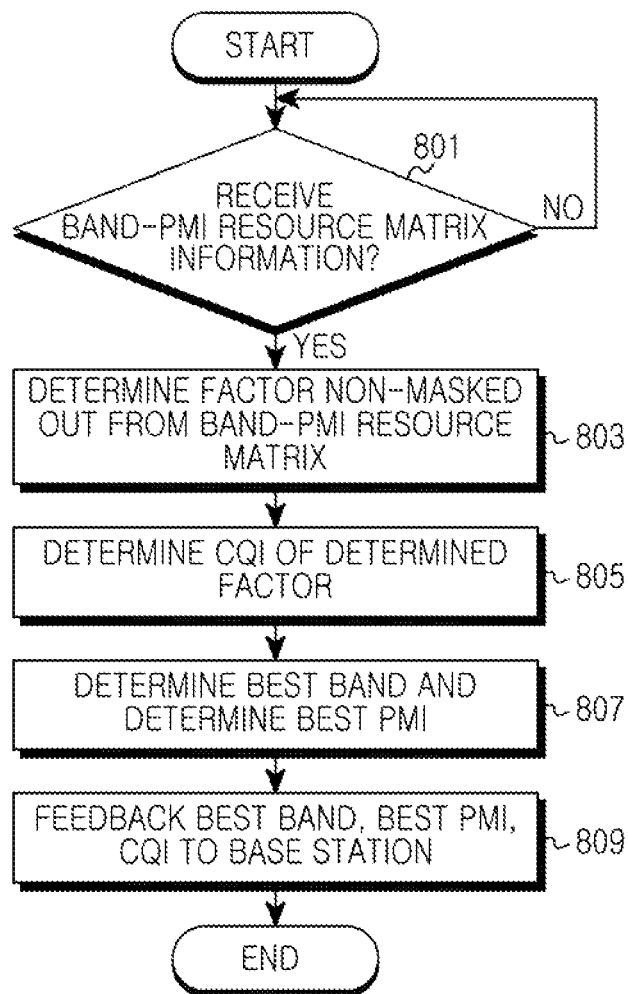 START
801
RECEIVE
BAND-PMI RESOURCE MATRIX
INFORMATION?
NO
YES
DETERMINE FACTOR NON-MASKED
OUT FROM BAND-PMI RESOURCE
MATRIX
803
DETERMINE CQI OF DETERMINED
FACTOR
805
DETERMINE BEST BAND AND
DETERMINE BEST PMI
807
FEEDBACK BEST BAND, BEST PMI,
CQI TO BASE STATION
809
END